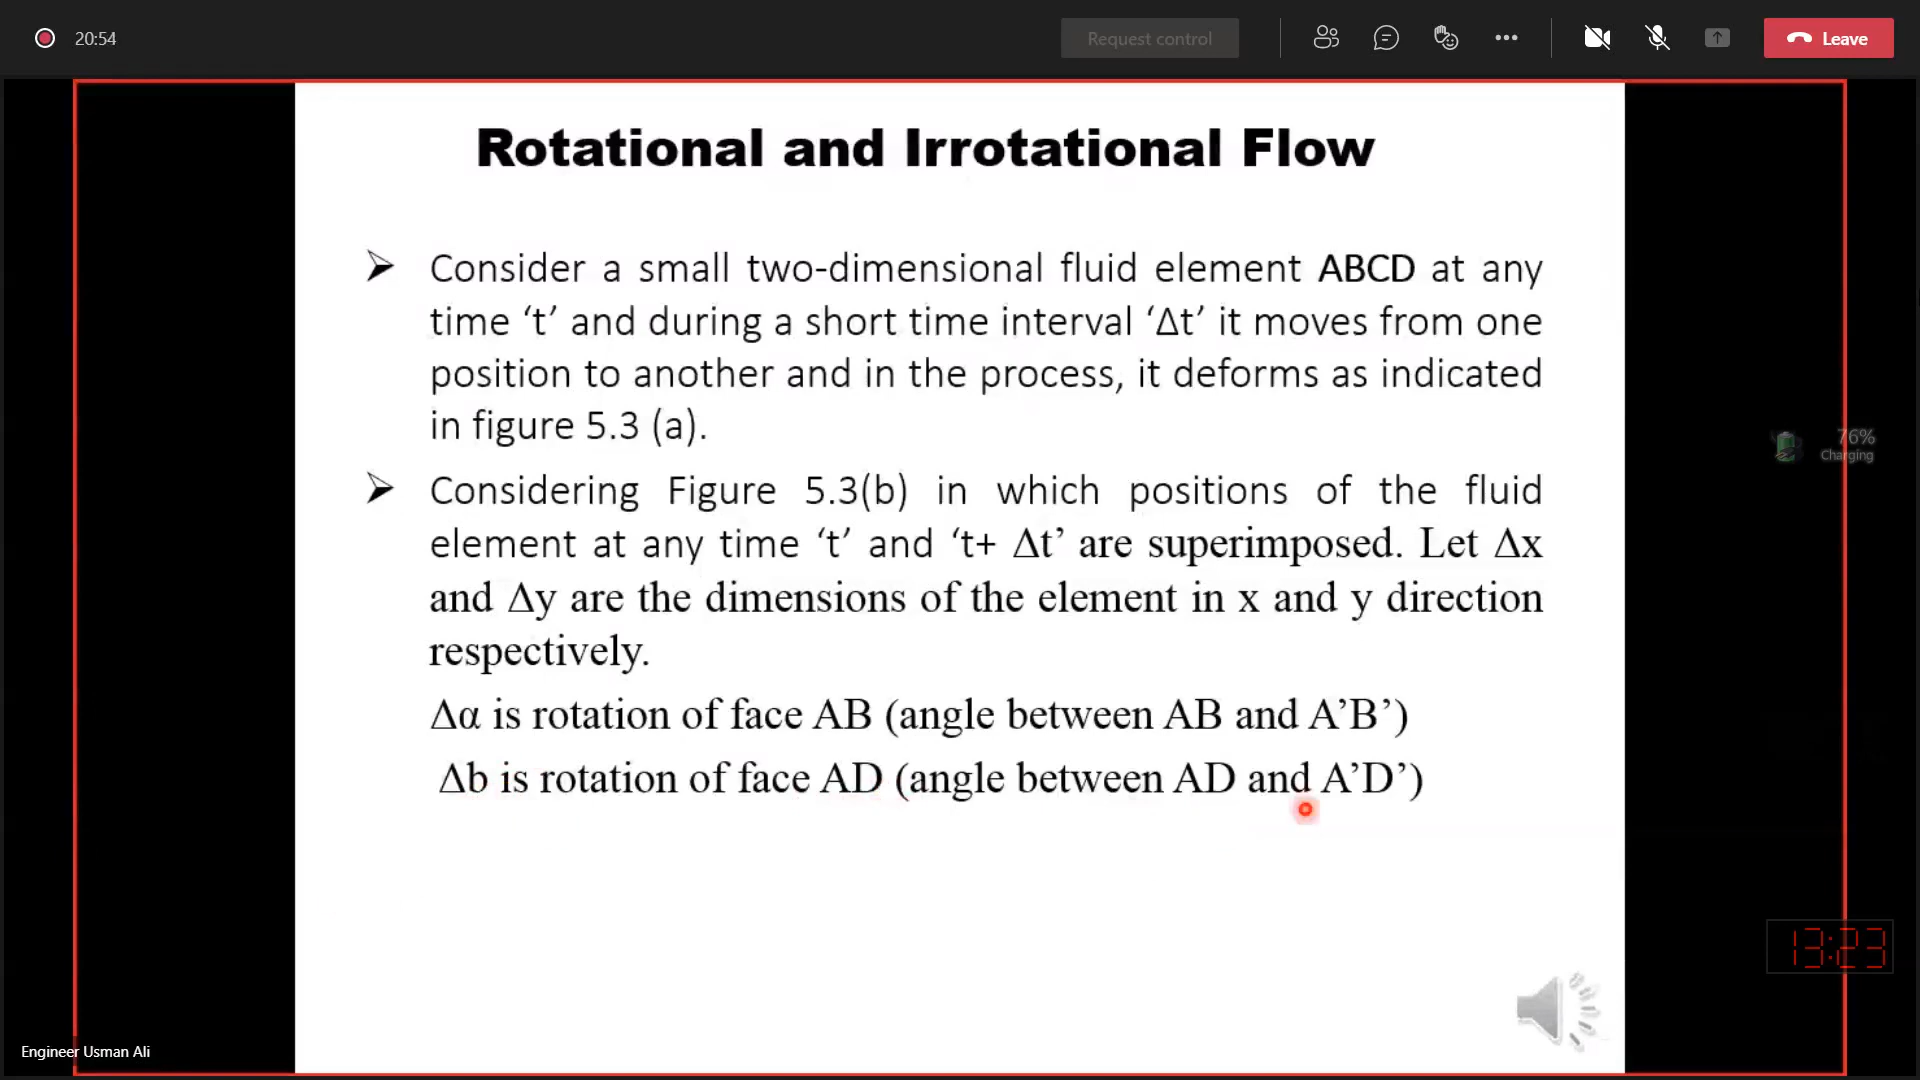 20:54
Request control
Leave
Rotational and Irrotational Flow
➢ Consider a small two-dimensional fluid element ABCD at any
time ‘t’ and during a short time interval ‘Δt’ it moves from one
position to another and in the process, it deforms as indicated
in figure 5.3 (a).
➢ Considering Figure 5.3(b) in which positions of the fluid
element at any time ‘t’ and ‘t+ Δt’ are superimposed. Let Δx
and Δy are the dimensions of the element in x and y direction
respectively.
Δα is rotation of face AB (angle between AB and A’B’)
Δb is rotation of face AD (angle between AD and A’D’)
76%
Charging
13:23
Engineer Usman Ali